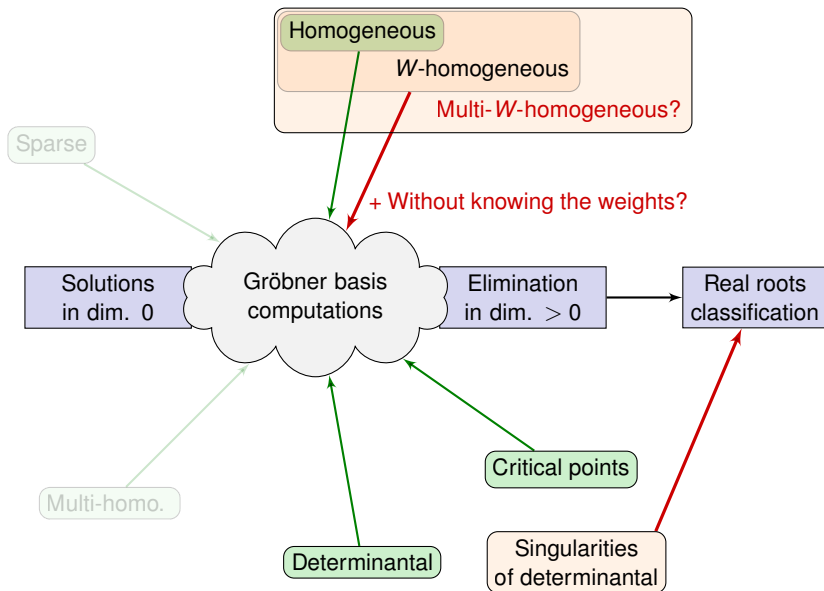 Homogeneous
W-homogeneous
Multi-W-homogeneous?
Sparse
+ Without knowing the weights?
Solutions
in dim. 0
Gröbner basis
computations
Elimination
in dim. > 0
Real roots
classification
Critical points
Multi-homo.
Determinantal
Singularities
of determinantal